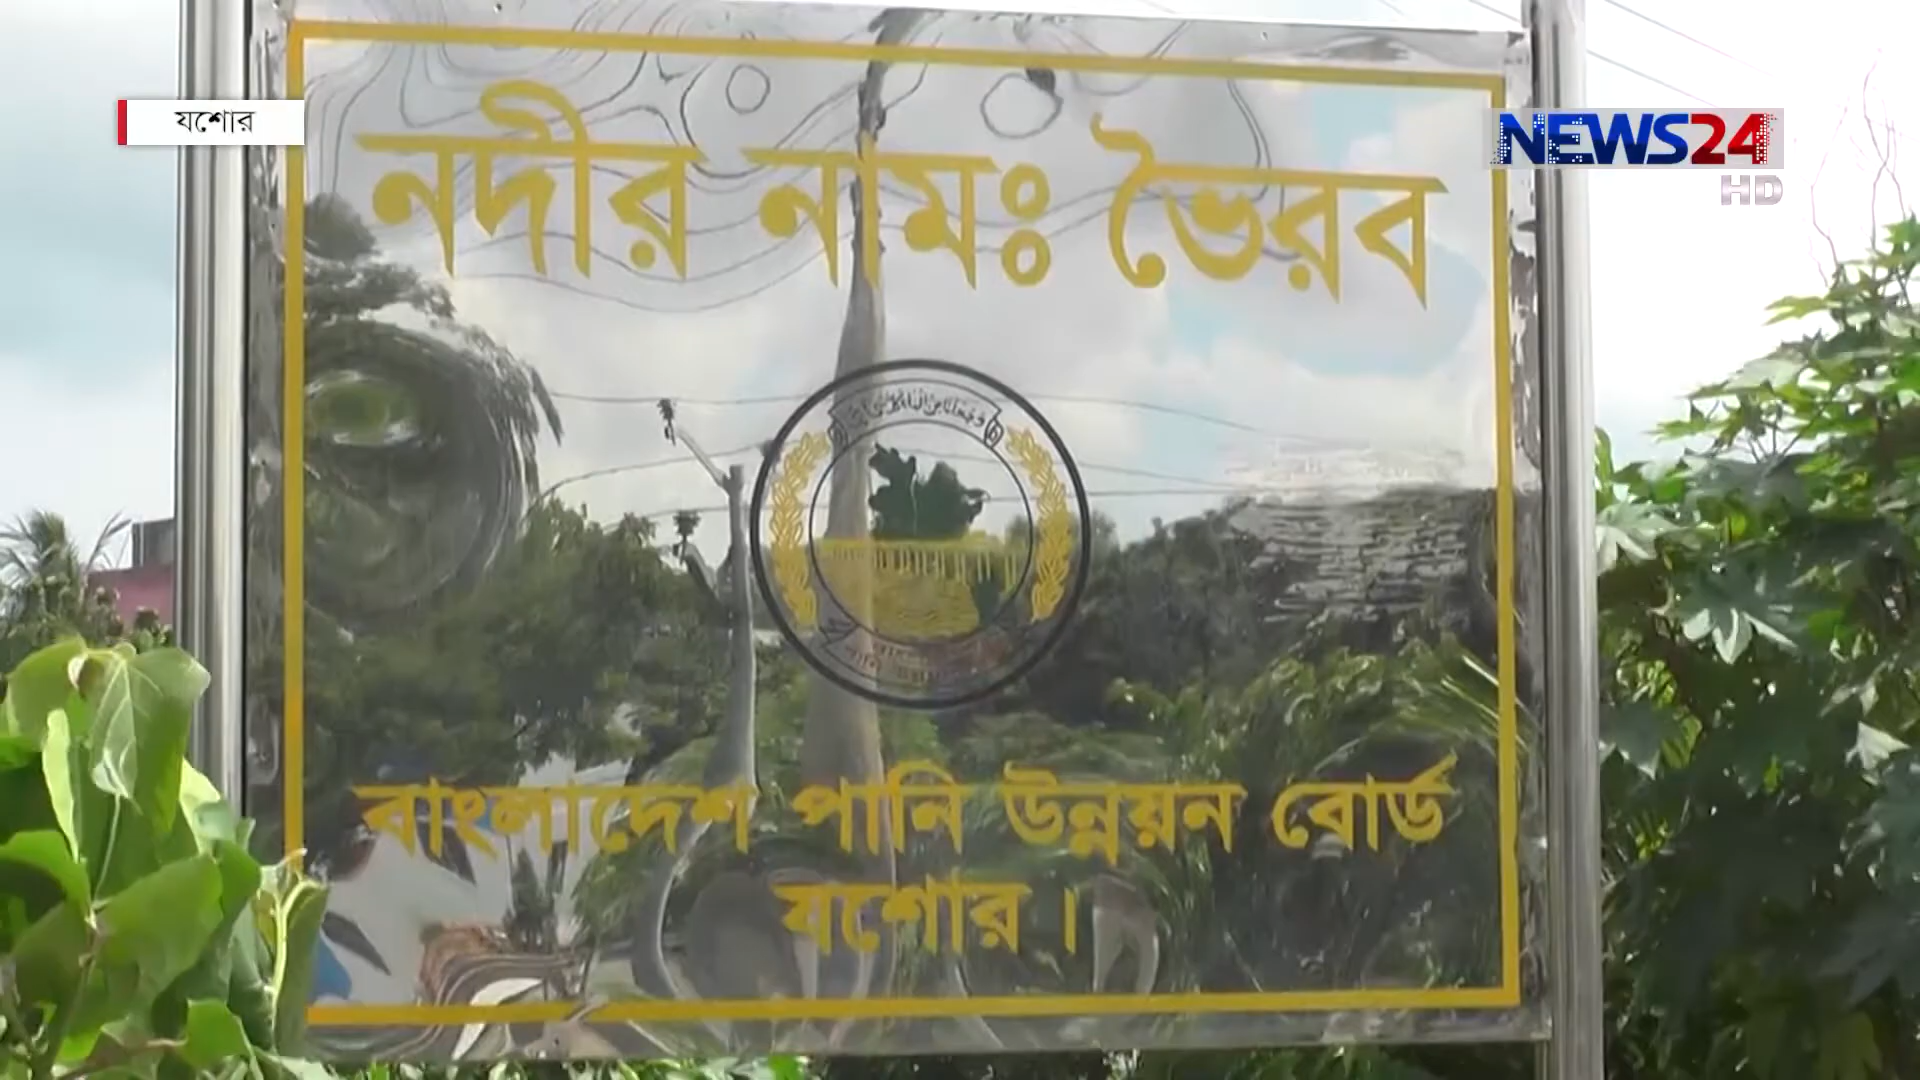 যশোর
NEWS24
HD
নদীর নামঃ ভৈরব
বাংলাদেশ পানি উন্নয়ন বোর্ড
যশোর।